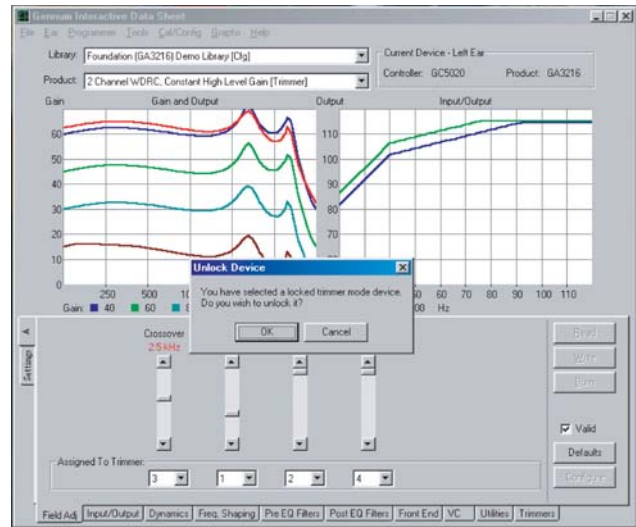 Gennum Interactive Data Sheet
File Ear Programmer Tools Cal/Config Graphs Help
Library: Foundation (GA3216) Demo Library [Clg]
Product: 2 Channel WDRC, Constant High Level Gain [Trimmer]
Current Device - Left Ear
Controller: GC5020 Product: GA3216
Gain Gain and Output Output Input/Output
60
50
40
30
20
10
0
110
100
90
80
70
250 500
50 60 70 80 90 100 110
Gain: 40 60
Hz
Unlock Device
You have selected a locked trimmer mode device.
Do you wish to unlock it?
OK Cancel
Settings
Crossover
2.5 kHz
Assigned To Trimmer:
3 1 2 4
Read
Write
Burn
Valid
Defaults
Configure
Field Adj Input/Output Dynamics Freq. Shaping Pre EQ Filters Post EQ Filters Front End VC Utilities Trimmers